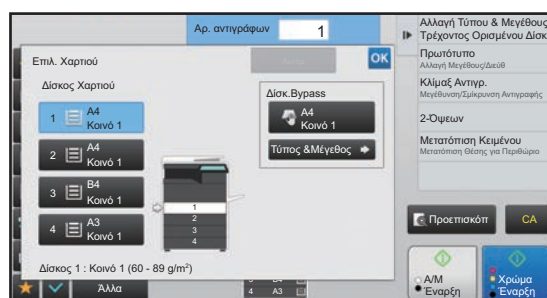 Αρ. αντιγράφων 1
Επιλ. Χαρτιού
OK
Δίσκος Χαρτιού
1 A4
Κοινό 1
2 A4
Κοινό 1
3 B4
Κοινό 1
4 A3
Κοινό 1
Δίσκ.Bypass
A4
Κοινό 1
Τύπος &Μέγεθος
1
2
3
4
Δίσκος 1 : Κοινό 1 (60 - 89 g/m²)
Άλλα
4 A3
Αλλαγή Τύπου & Μεγέθους
Τρέχοντος Ορισμένου Δίσκ
Πρωτότυπο
Αλλαγή Μεγέθους/Διεύθ
Κλίμαξ Αντιγρ.
Μεγέθυνση/Σμίκρυνση Αντιγραφής
2-Όψεων
Μετατόπιση Κειμένου
Μετατόπιση Θέσης για Περιθώριο
Προεπισκόπ
CA
Α/Μ
Έναρξη
Χρώμα
Έναρξη